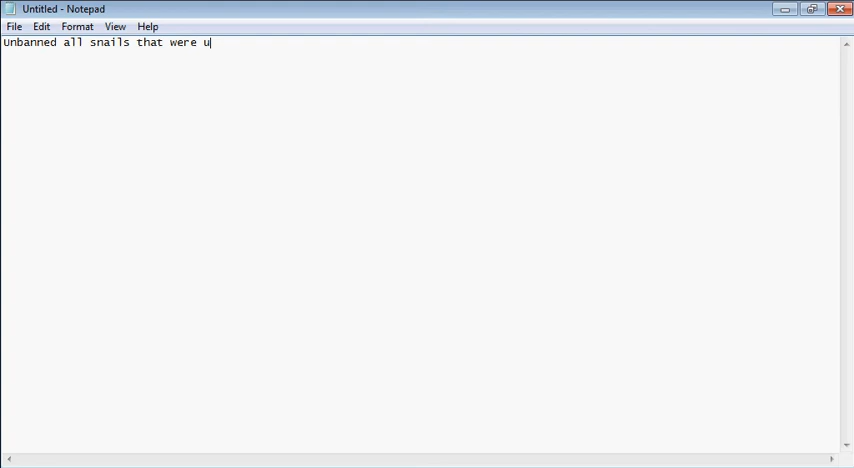 Untitled - Notepad
File Edit Format View Help
Unbanned all snails that were u